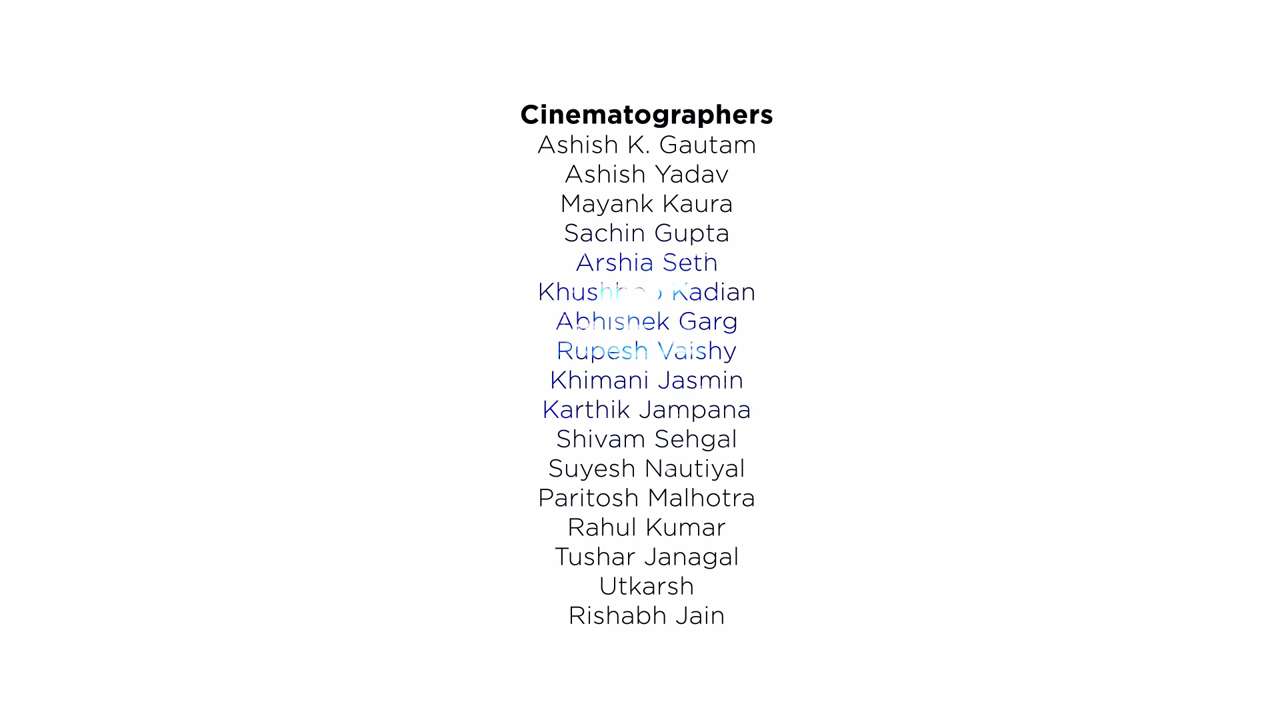 Cinematographers
Ashish K. Gautam
Ashish Yadav
Mayank Kaura
Sachin Gupta
Arshia Seth
Kadian
Abhishek Garg
Rupesh Vaishy
Khimani Jasmin
Karthik Jampana
Shivam Sehgal
Suyesh Nautiyal
Paritosh Malhotra
Rahul Kumar
Tushar Janagal
Utkarsh
Rishabh Jain